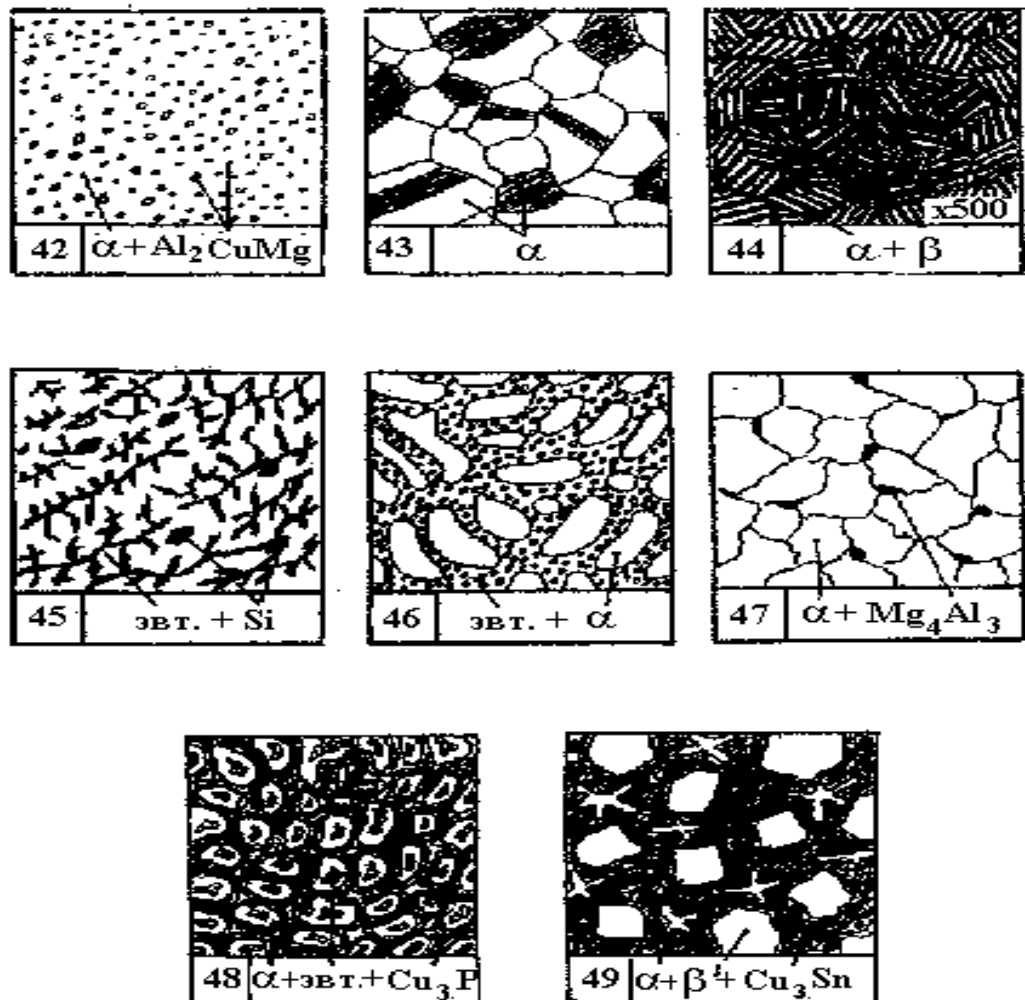 42 α + Al₂CuMg
43 α
x500
44 α + β
45 эвт. + Si
46 эвт. + α
47 α + Mg₄Al₃
48 α+эвт.+Cu₃P
49 α+β'+Cu₃Sn